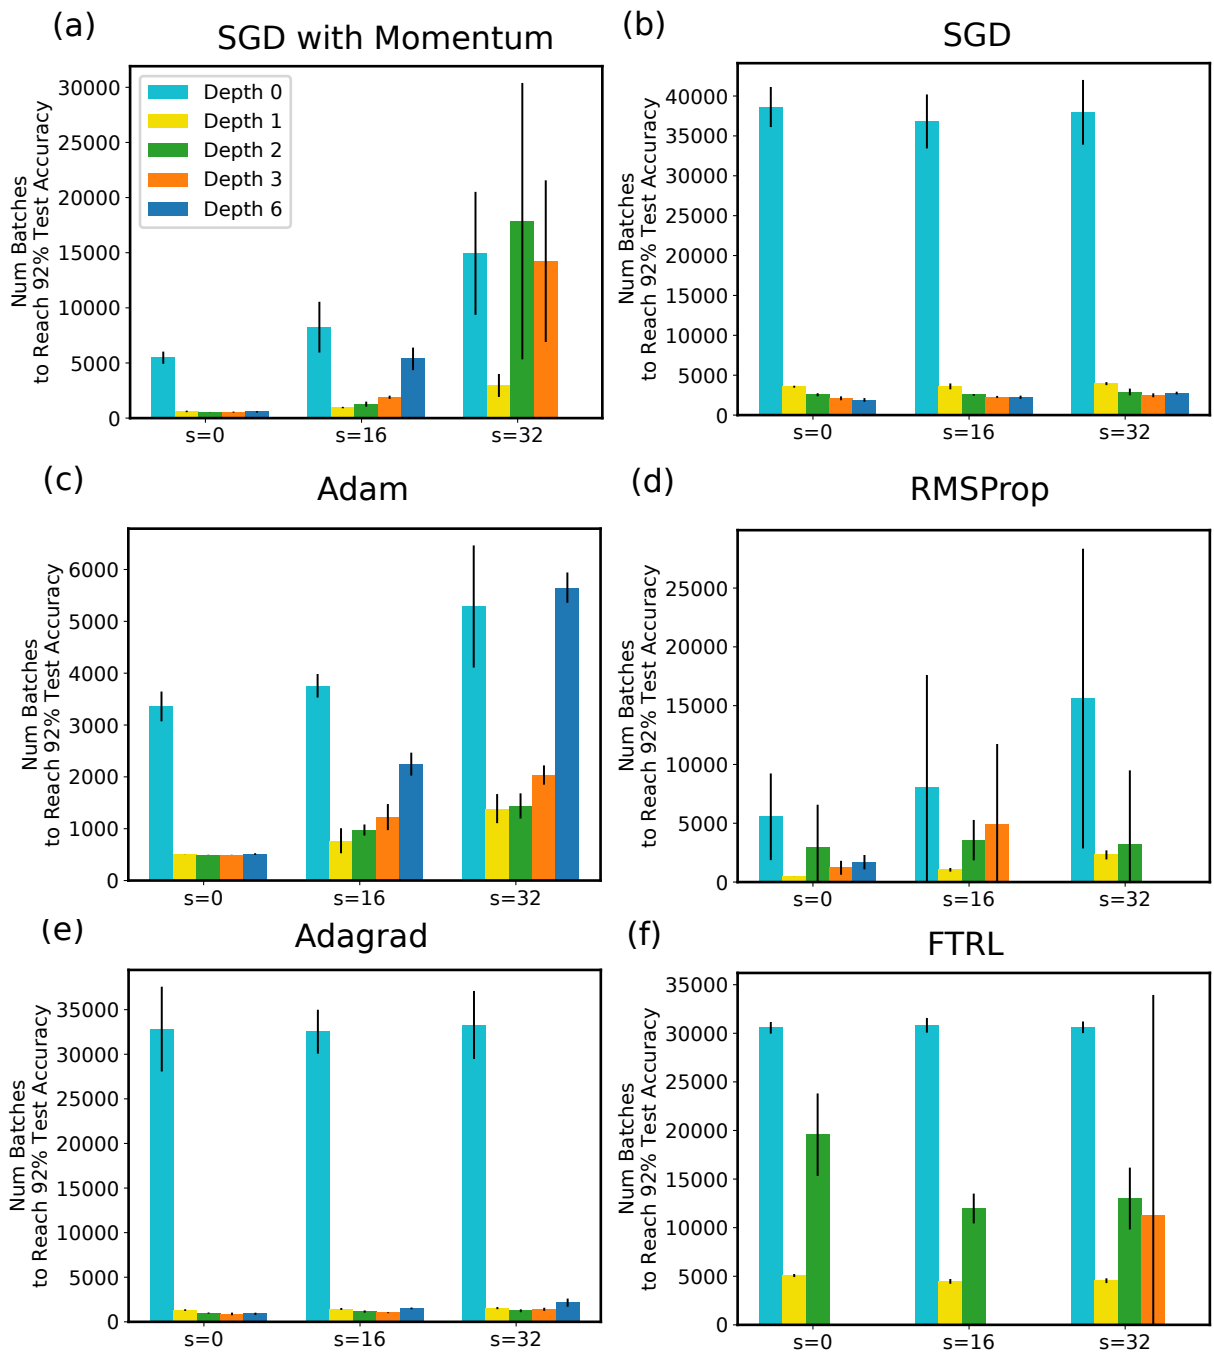 (a)
SGD with Momentum
Num Batches
to Reach 92% Test Accuracy
30000
25000
20000
15000
10000
5000
0
Depth 0
Depth 1
Depth 2
Depth 3
Depth 6
s=0
s=16
s=32
(b)
SGD
Num Batches
to Reach 92% Test Accuracy
40000
35000
30000
25000
20000
15000
10000
5000
0
s=0
s=16
s=32
(c)
Adam
Num Batches
to Reach 92% Test Accuracy
6000
5000
4000
3000
2000
1000
0
s=0
s=16
s=32
(d)
RMSProp
Num Batches
to Reach 92% Test Accuracy
25000
20000
15000
10000
5000
0
s=0
s=16
s=32
(e)
Adagrad
Num Batches
to Reach 92% Test Accuracy
35000
30000
25000
20000
15000
10000
5000
0
s=0
s=16
s=32
(f)
FTRL
Num Batches
to Reach 92% Test Accuracy
35000
30000
25000
20000
15000
10000
5000
0
s=0
s=16
s=32